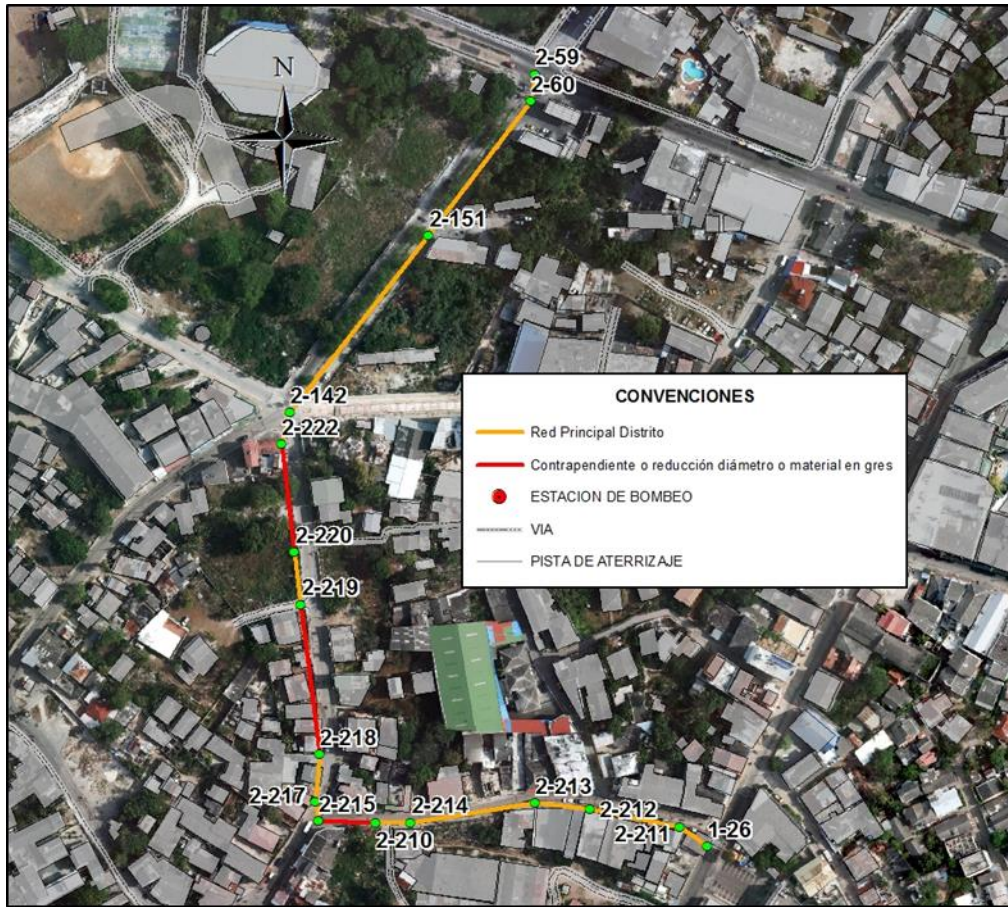 2-59
N
2-60
2-151
2-142
2-222
CONVENCIONES
Red Principal Distrito
Contrapendiente o reducción diámetro o material en gres
ESTACION DE BOMBEO
VIA
PISTA DE ATERRIZAJE
2-220
2-219
2-218
2-217
2-215
2-210
2-214
2-213
2-212
2-211
1-26